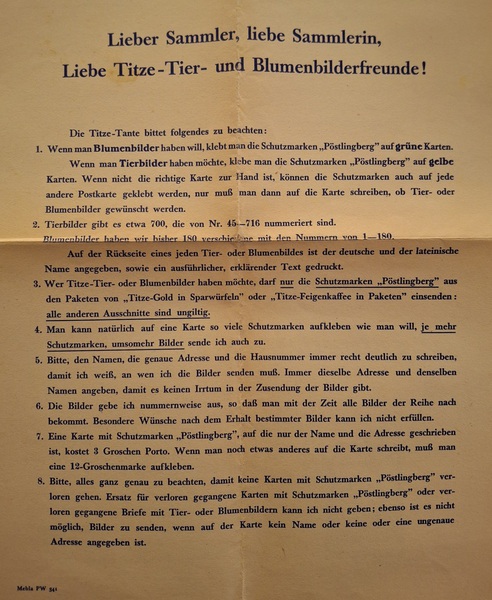 Lieber Sammler, liebe Sammlerin,
Liebe Titze-Tier- und Blumenbilderfreunde!
Die Titze-Tante bittet folgendes zu beachten:
1. Wenn man Blumenbilder haben will, klebt man die Schutzmarken „Pöstlingberg" auf grüne Karten.
Wenn man Tierbilder haben möchte, klebe man die Schutzmarken „Pöstlingberg" auf gelbe
Karten. Wenn nicht die richtige Karte zur Hand ist, können die Schutzmarken auch auf jede
andere Postkarte geklebt werden, nur muß man dann auf die Karte schreiben, ob Tier- oder
Blumenbilder gewünscht werden.
2. Tierbilder gibt es etwa 700, die von Nr. 45—716 nummeriert sind.
Blumenbilder haben wir bisher 180 verschiedene mit den Nummern von 1—180.
Auf der Rückseite eines jeden Tier- oder Blumenbildes ist der deutsche und der lateinische
Name angegeben, sowie ein ausführlicher, erklärender Text gedruckt.
3. Wer Titze-Tier- oder Blumenbilder haben möchte, darf nur die Schutzmarken „Pöstlingberg" aus
den Paketen von „Titze-Gold in Sparwürfeln" oder „Titze-Feigenkaffee in Paketen" einsenden:
alle anderen Ausschnitte sind ungiltig.
4. Man kann natürlich auf eine Karte so viele Schutzmarken aufkleben wie man will, je mehr
Schutzmarken, umsomehr Bilder sende ich auch zu.
5. Bitte, den Namen, die genaue Adresse und die Hausnummer immer recht deutlich zu schreiben,
damit ich weiß, an wen ich die Bilder senden muß. Immer dieselbe Adresse und denselben
Namen angeben, damit es keinen Irrtum in der Zusendung der Bilder gibt.
6. Die Bilder gebe ich nummernweise aus, so daß man mit der Zeit alle Bilder der Reihe nach
bekommt. Besondere Wünsche nach dem Erhalt bestimmter Bilder kann ich nicht erfüllen.
7. Eine Karte mit Schutzmarken „Pöstlingberg", auf die nur der Name und die Adresse geschrieben
ist, kostet 3 Groschen Porto. Wenn man noch etwas anderes auf die Karte schreibt, muß man
eine 12-Groschenmarke aufkleben.
8. Bitte, alles ganz genau zu beachten, damit keine Karten mit Schutzmarken „Pöstlingberg" ver-
loren gehen. Ersatz für verloren gegangene Karten mit Schutzmarken „Pöstlingberg" oder ver-
loren gegangene Briefe mit Tier- oder Blumenbildern kann ich nicht geben; ebenso ist es nicht
möglich, Bilder zu senden, wenn auf der Karte kein Name oder keine oder eine ungenaue
Adresse angegeben ist.
Mehla PW 341